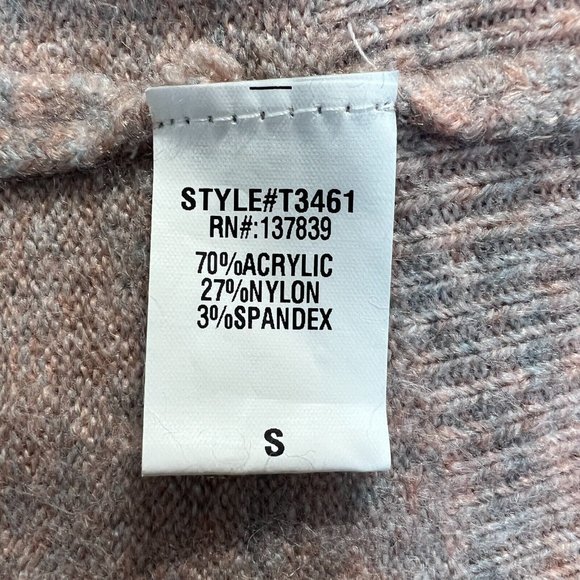 STYLE#T3461
RN#:137839
70%ACRYLIC
27%NYLON
3%SPANDEX
S